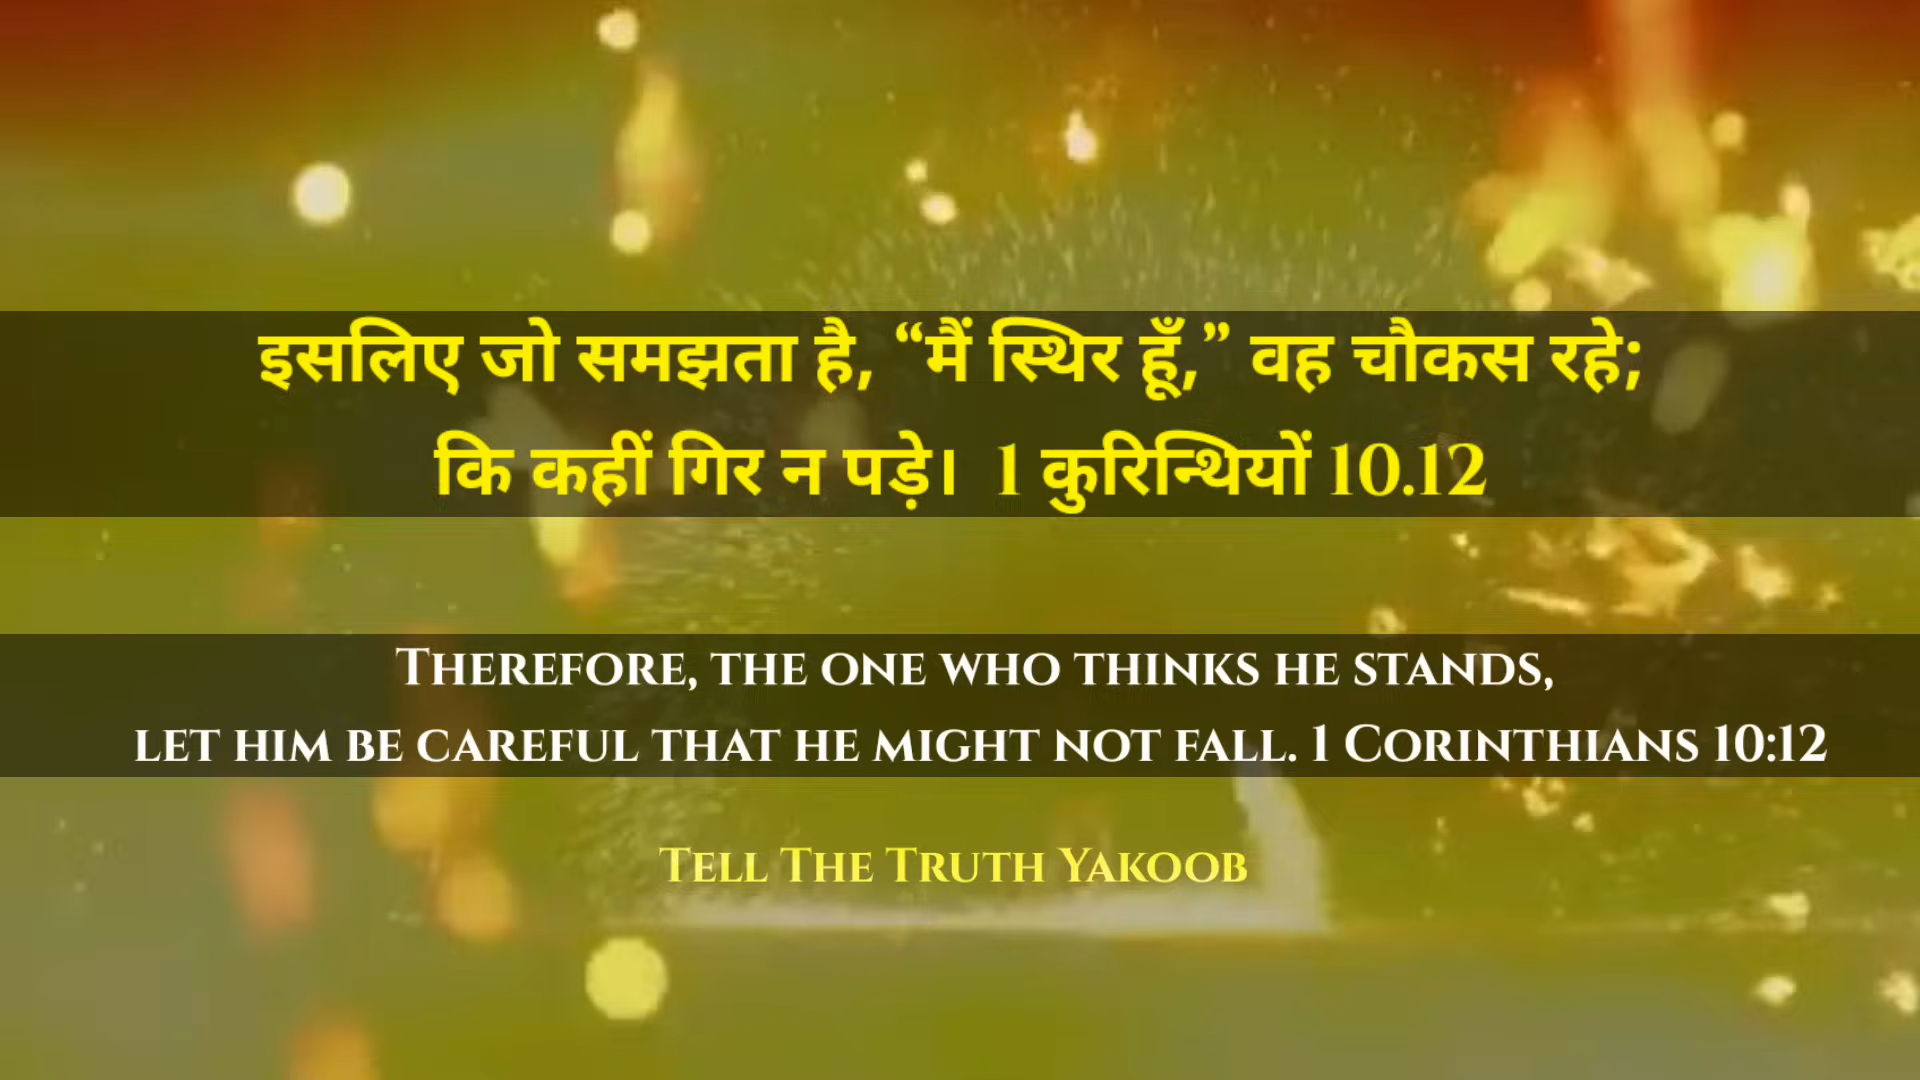 इसलिए जो समझता है, “मैं स्थिर हूँ,” वह चौकस रहे;
कि कहीं गिर न पड़े। 1 कुरिन्थियों 10.12
Therefore, the one who thinks he stands,
let him be careful that he might not fall. 1 Corinthians 10:12
Tell The Truth Yakoob